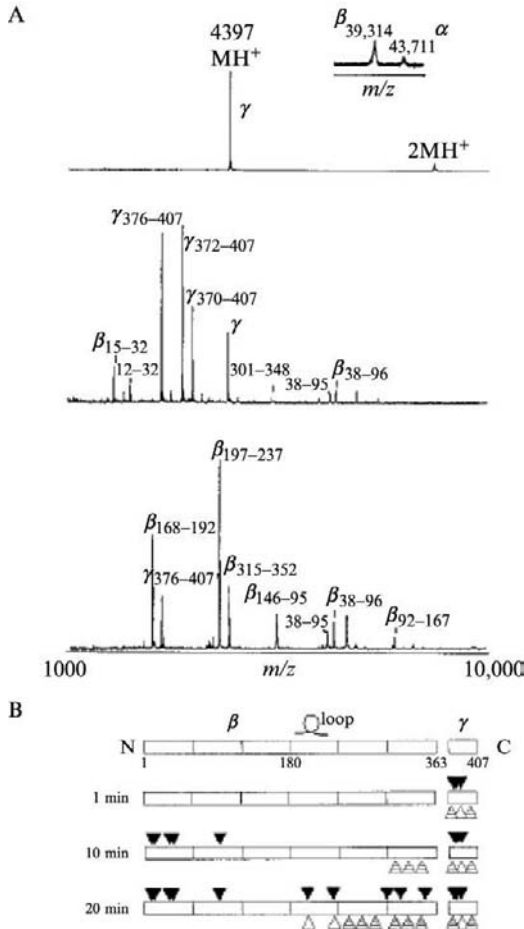 A
4397
MH+
γ
β 39,314
43,711 α
m/z
2MH+
γ376–407
γ372–407
γ370–407
β15–32
12–32
γ
301–348
38–95
β38–96
β197–237
β168–192
γ376–407
β315–352
β146–95
38–95
β38–96
β92–167
1000
m/z
10,000
B
β
loop
γ
N
C
1
180
363
407
1 min
10 min
20 min